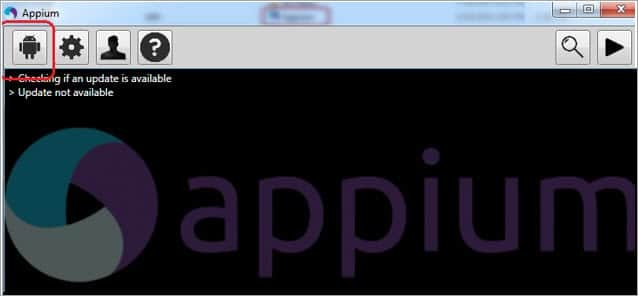 Appium
> Checking if an update is available
> Update not available
appium